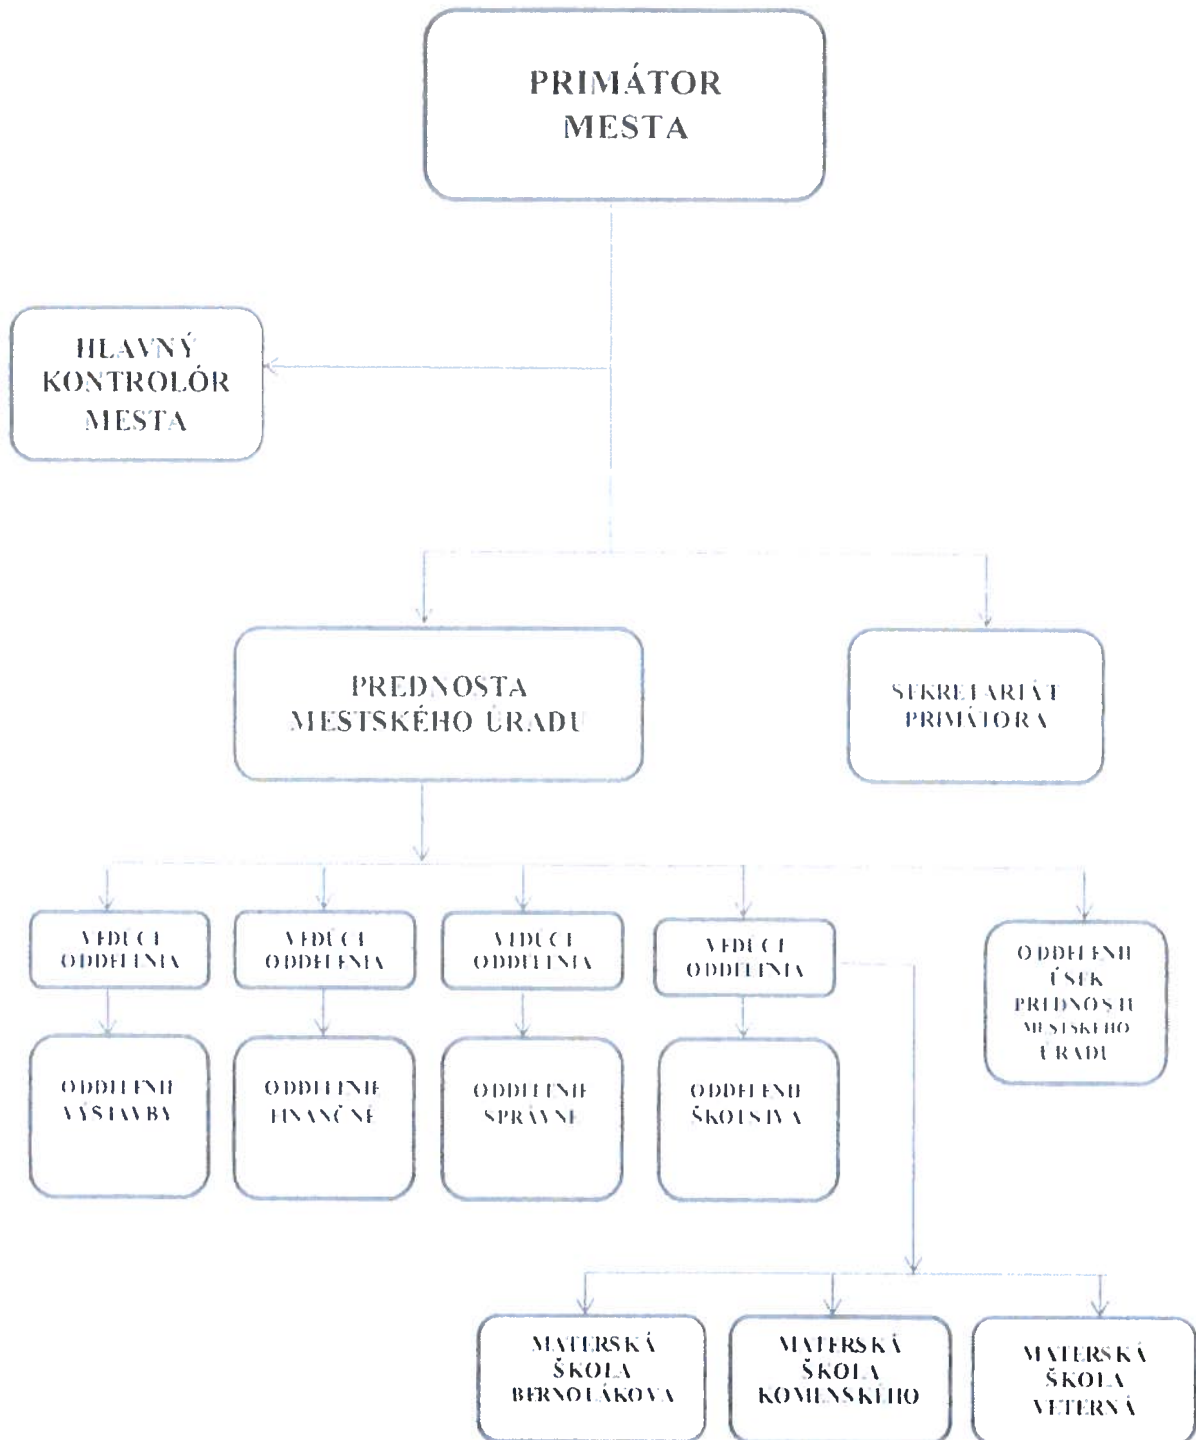 PRIMÁTOR
MESTA
HLAVNÝ
KONTROLÓR
MESTA
PREDNOSTA
MESTSKÉHO ÚRADU
SEKRETARIÁT
PRIMÁTORA
VEDÚCI
ODDELENIA
VEDÚCI
ODDELENIA
VEDÚCI
ODDELENIA
VEDÚCI
ODDELENIA
ODDELENIE
ÚSEK
PREDNOSTU
MESTSKÉHO
ÚRADU
ODDELENIE
VÝSTAVBY
ODDELENIE
FINANČNÉ
ODDELENIE
SPRÁVNE
ODDELENIE
ŠKOLSTVA
MATERSKÁ
ŠKOLA
BERNOLÁKOVA
MATERSKÁ
ŠKOLA
KOMENSKÉHO
MATERSKÁ
ŠKOLA
VETERNÁ